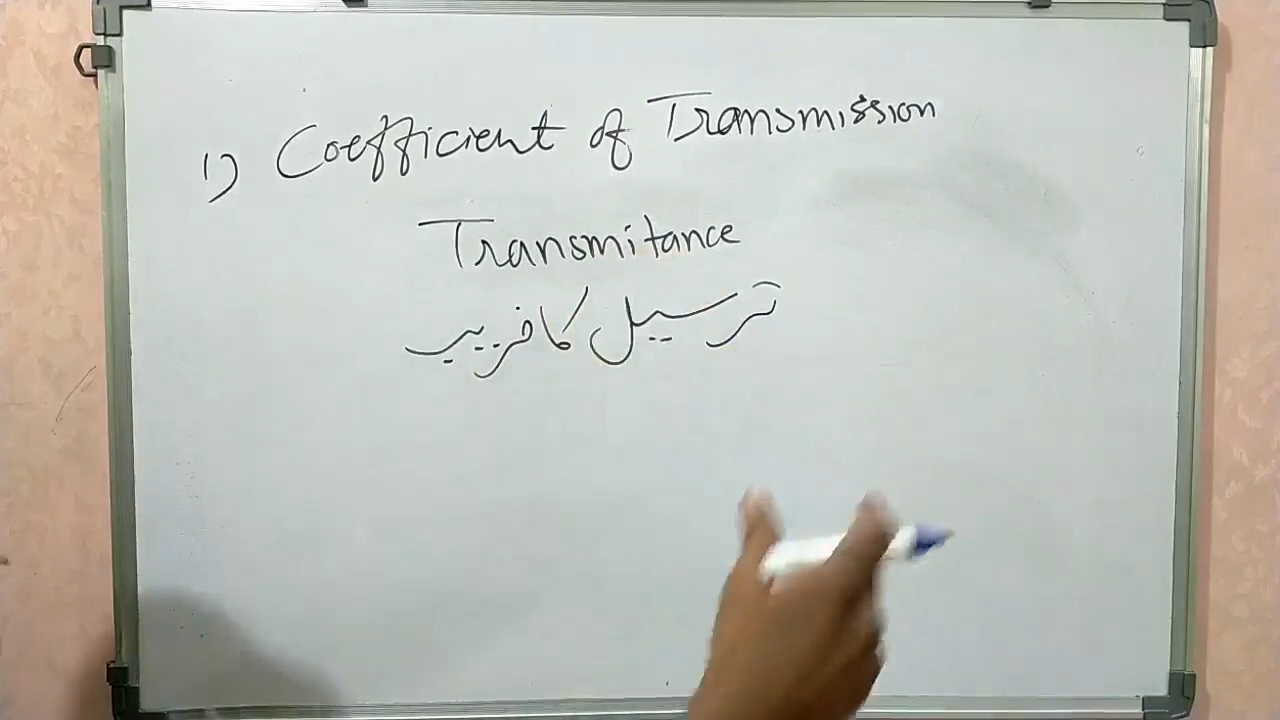 1) Coefficient of Transmission
Transmitance
ترسیل کا فریب